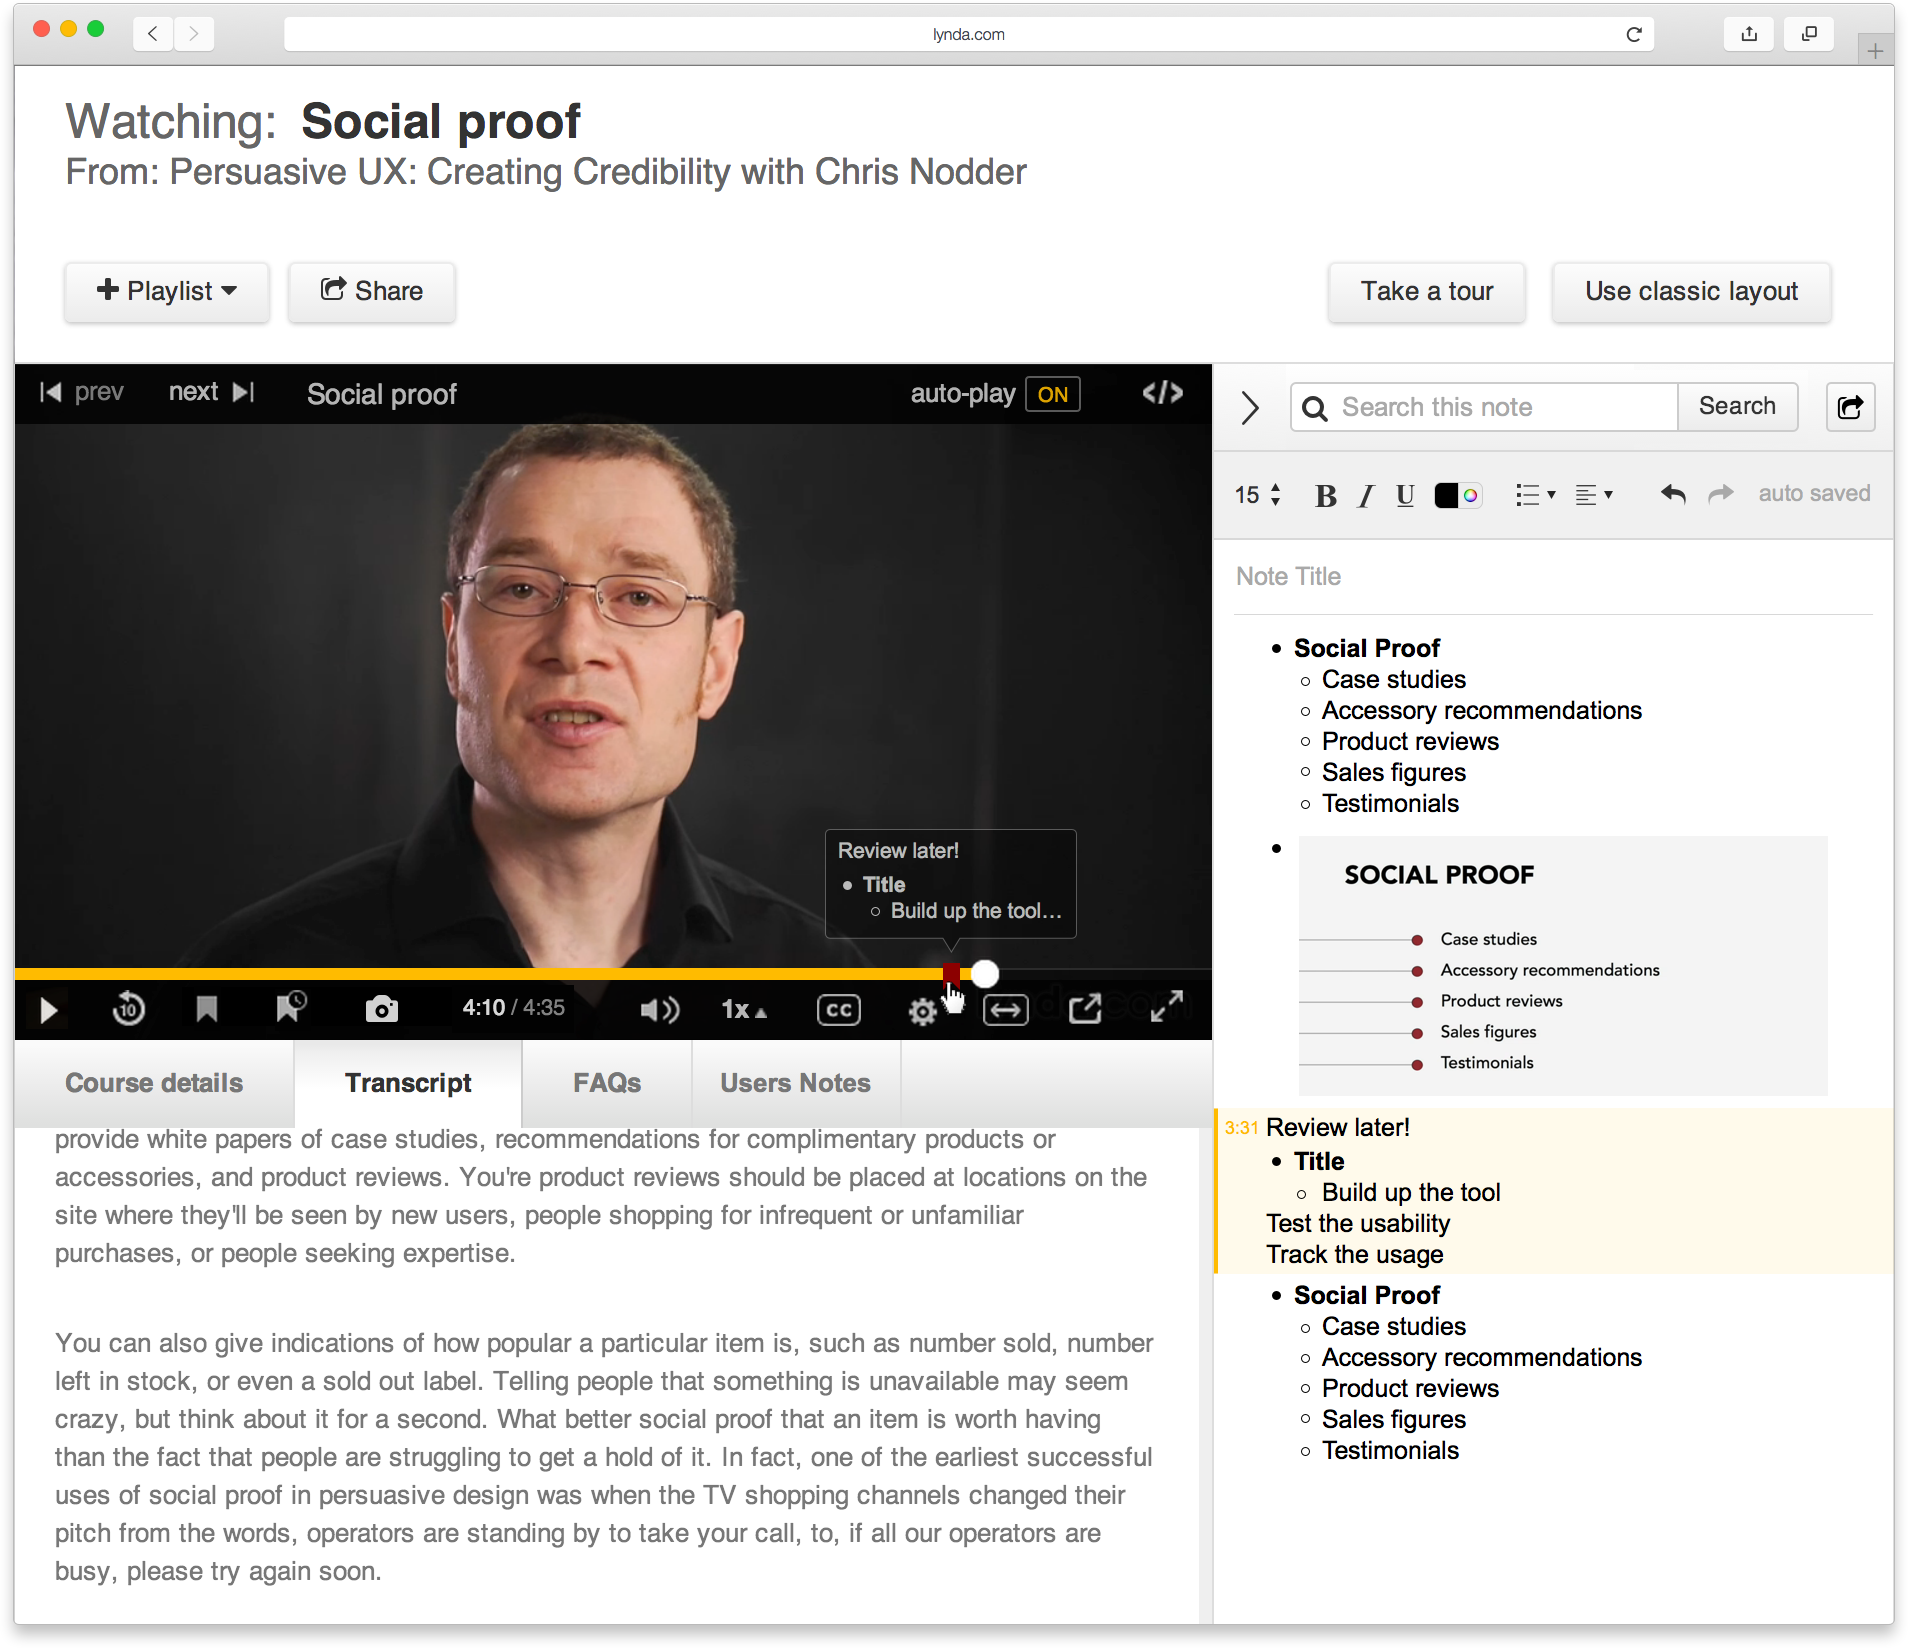 lynda.com
Watching: Social proof
From: Persuasive UX: Creating Credibility with Chris Nodder
Playlist
Share
Take a tour
Use classic layout
prev
next
Social proof
auto-play ON
</>
Review later!
Title
Build up the tool...
10
4:10 / 4:35
1x
CC
Course details
Transcript
FAQs
Users Notes
provide white papers of case studies, recommendations for complimentary products or
accessories, and product reviews. You're product reviews should be placed at locations on the
site where they'll be seen by new users, people shopping for infrequent or unfamiliar
purchases, or people seeking expertise.
You can also give indications of how popular a particular item is, such as number sold, number
left in stock, or even a sold out label. Telling people that something is unavailable may seem
crazy, but think about it for a second. What better social proof that an item is worth having
than the fact that people are struggling to get a hold of it. In fact, one of the earliest successful
uses of social proof in persuasive design was when the TV shopping channels changed their
pitch from the words, operators are standing by to take your call, to, if all our operators are
busy, please try again soon.
Search this note
Search
15
B I U
auto saved
Note Title
Social Proof
Case studies
Accessory recommendations
Product reviews
Sales figures
Testimonials
SOCIAL PROOF
Case studies
Accessory recommendations
Product reviews
Sales figures
Testimonials
3:31 Review later!
Title
Build up the tool
Test the usability
Track the usage
Social Proof
Case studies
Accessory recommendations
Product reviews
Sales figures
Testimonials